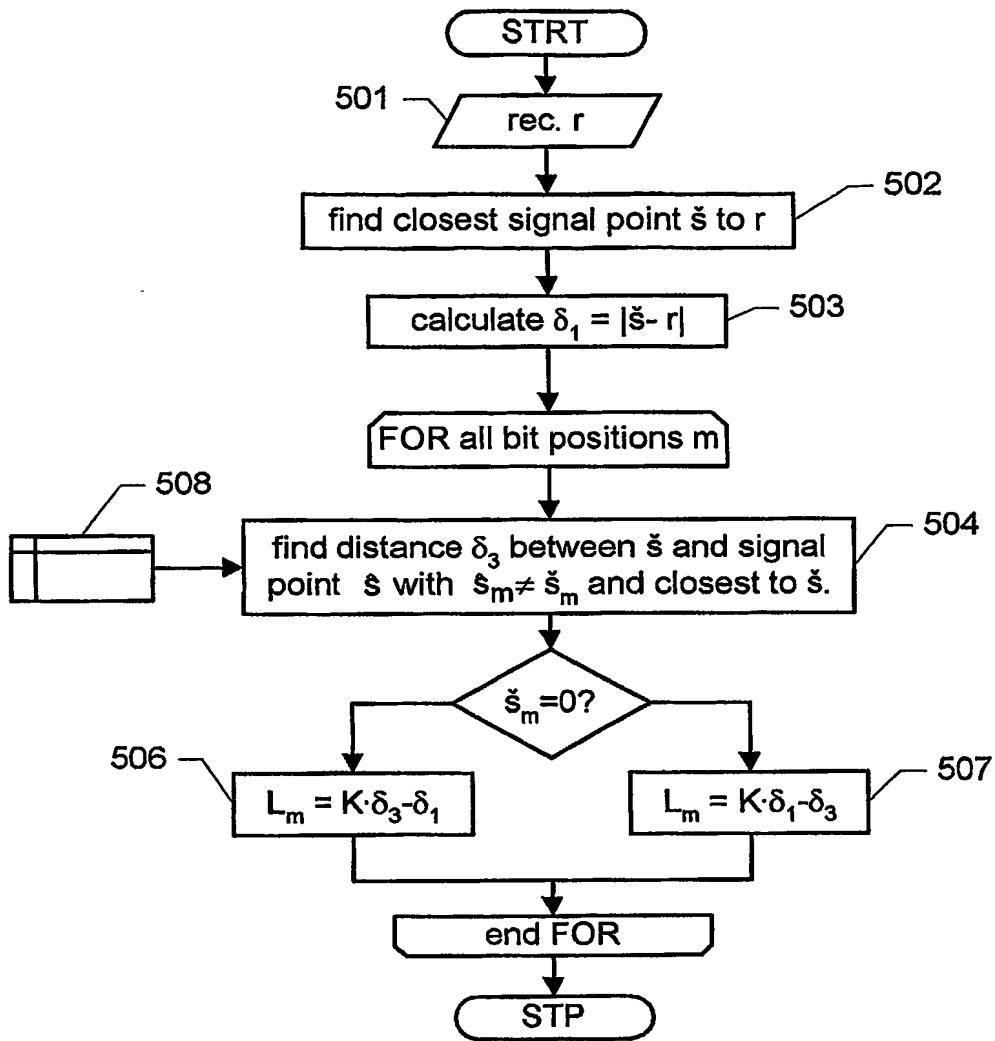 STRT
501
rec. r
502
find closest signal point š to r
503
calculate δ₁ = |š- r|
FOR all bit positions m
508
504
find distance δ₃ between š and signal
point ŝ with ŝₘ≠ šₘ and closest to š.
šₘ=0?
506
507
Lₘ = K·δ₃-δ₁
Lₘ = K·δ₁-δ₃
end FOR
STP